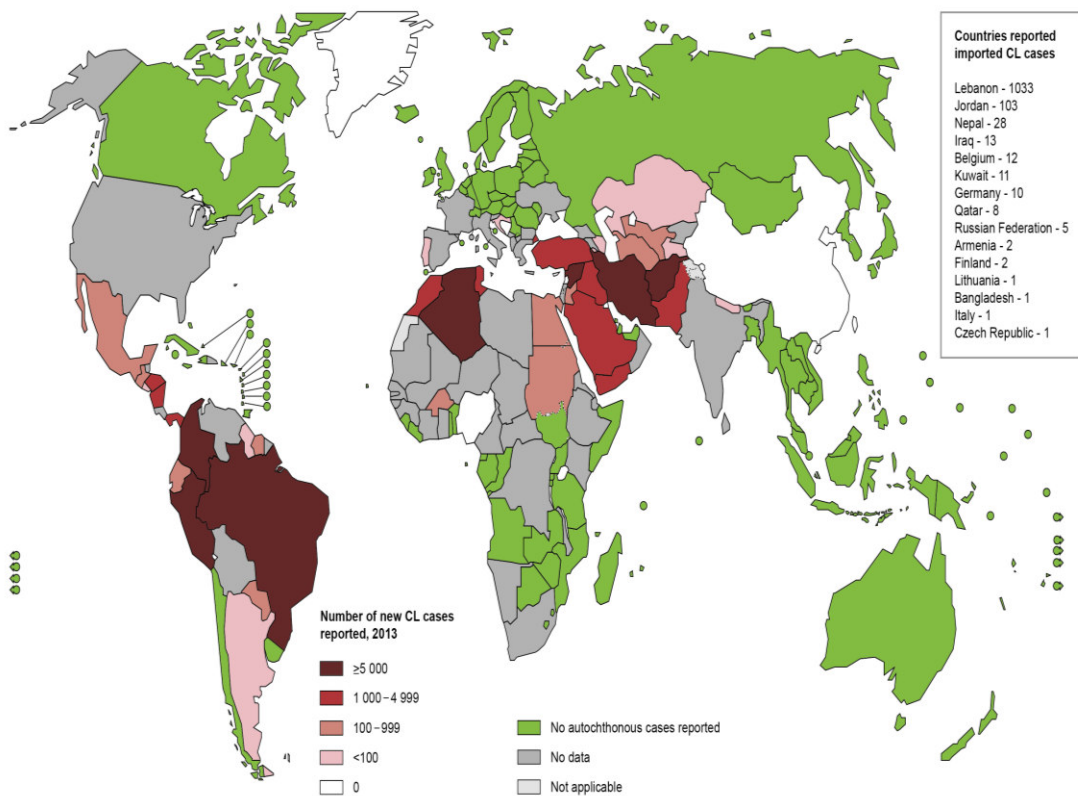 Countries reported
imported CL cases
Lebanon - 1033
Jordan - 103
Nepal - 28
Iraq - 13
Belgium - 12
Kuwait - 11
Germany - 10
Qatar - 8
Russian Federation - 5
Armenia - 2
Finland - 2
Lithuania - 1
Bangladesh - 1
Italy - 1
Czech Republic - 1
Number of new CL cases
reported, 2013
≥5 000
1 000 – 4 999
100 – 999
<100
0
No autochthonous cases reported
No data
Not applicable